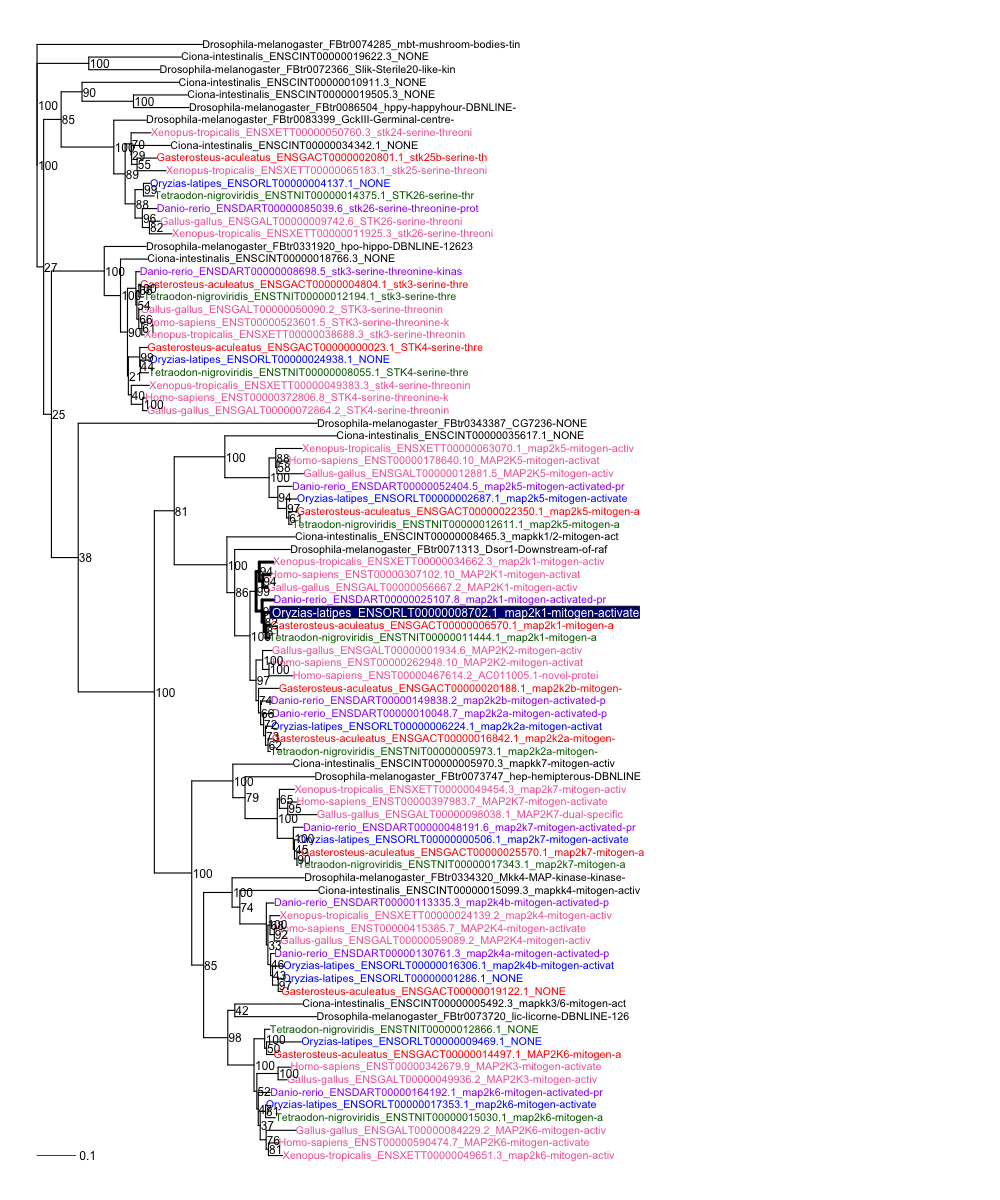 Drosophila-melanogaster_FBtr0074285_mbt-mushroom-bodies-tin
Ciona-intestinalis_ENSCINT00000019622.3_NONE
100
Drosophila-melanogaster_FBtr0072366_Slik-Sterile20-like-kin
Ciona-intestinalis_ENSCINT00000010911.3_NONE
90
Ciona-intestinalis_ENSCINT00000019505.3_NONE
100
100
Drosophila-melanogaster_FBtr0086504_hppy-happyhour-DBNLINE-
85
Drosophila-melanogaster_FBtr0083399_GckIII-Germinal-centre-
Xenopus-tropicalis_ENSXETT00000050760.3_stk24-serine-threoni
100
70
Ciona-intestinalis_ENSCINT00000034342.1_NONE
29
Gasterosteus-aculeatus_ENSGACT00000020801.1_stk25b-serine-th
100
55
Xenopus-tropicalis_ENSXETT00000065183.1_stk25-serine-threoni
89
Oryzias-latipes_ENSORLT00000004137.1_NONE
99
Tetraodon-nigroviridis_ENSTNIT00000014375.1_STK26-serine-thr
88
Danio-rerio_ENSDART00000085039.6_stk26-serine-threonine-prot
96
Gallus-gallus_ENSGALT00000009742.6_STK26-serine-threoni
82
Xenopus-tropicalis_ENSXETT00000011925.3_stk26-serine-threoni
Drosophila-melanogaster_FBtr0331920_hpo-hippo-DBNLINE-12623
Ciona-intestinalis_ENSCINT00000018766.3_NONE
27
100
Danio-rerio_ENSDART00000008698.5_stk3-serine-threonine-kinas
Gasterosteus-aculeatus_ENSGACT00000004804.1_stk3-serine-thre
100
100
Tetraodon-nigroviridis_ENSTNIT00000012194.1_stk3-serine-thre
54
Gallus-gallus_ENSGALT00000050090.2_STK3-serine-threonin
66
Homo-sapiens_ENST00000523601.5_STK3-serine-threonine-k
61
90
Xenopus-tropicalis_ENSXETT00000038688.3_stk3-serine-threonin
Gasterosteus-aculeatus_ENSGACT00000000023.1_STK4-serine-thre
99
Oryzias-latipes_ENSORLT00000024938.1_NONE
44
Tetraodon-nigroviridis_ENSTNIT00000008055.1_STK4-serine-thre
21
Xenopus-tropicalis_ENSXETT00000049383.3_stk4-serine-threonin
40
Homo-sapiens_ENST00000372806.8_STK4-serine-threonine-k
100
Gallus-gallus_ENSGALT00000072864.2_STK4-serine-threonin
25
Drosophila-melanogaster_FBtr0343387_CG7236-NONE
Ciona-intestinalis_ENSCINT00000035617.1_NONE
Xenopus-tropicalis_ENSXETT00000063070.1_map2k5-mitogen-activ
100
88
Homo-sapiens_ENST00000178640.10_MAP2K5-mitogen-activat
58
Gallus-gallus_ENSGALT00000012881.5_MAP2K5-mitogen-activ
100
Danio-rerio_ENSDART00000052404.5_map2k5-mitogen-activated-pr
94
Oryzias-latipes_ENSORLT00000002687.1_map2k5-mitogen-activate
97
81
Gasterosteus-aculeatus_ENSGACT00000022350.1_map2k5-mitogen-a
61
Tetraodon-nigroviridis_ENSTNIT00000012611.1_map2k5-mitogen-a
Ciona-intestinalis_ENSCINT00000008465.3_mapkk1/2-mitogen-act
Drosophila-melanogaster_FBtr0071313_Dsor1-Downstream-of-raf
38
100
Xenopus-tropicalis_ENSXETT00000034662.3_map2k1-mitogen-activ
94
Homo-sapiens_ENST00000307102.10_MAP2K1-mitogen-activat
94
Gallus-gallus_ENSGALT00000056667.2_MAP2K1-mitogen-activ
86
99
Danio-rerio_ENSDART00000025107.8_map2k1-mitogen-activated-pr
Oryzias-latipes_ENSORLT00000008702.1_map2k1-mitogen-activate
Gasterosteus-aculeatus_ENSGACT00000006570.1_map2k1-mitogen-a
100
Tetraodon-nigroviridis_ENSTNIT00000011444.1_map2k1-mitogen-a
Gallus-gallus_ENSGALT00000001934.6_MAP2K2-mitogen-activ
100
Homo-sapiens_ENST00000262948.10_MAP2K2-mitogen-activat
100
Homo-sapiens_ENST00000467614.2_AC011005.1-novel-protei
97
Gasterosteus-aculeatus_ENSGACT00000020188.1_map2k2b-mitogen-
100
74
Danio-rerio_ENSDART00000149838.2_map2k2b-mitogen-activated-p
66
Danio-rerio_ENSDART00000010048.7_map2k2a-mitogen-activated-p
72
Oryzias-latipes_ENSORLT00000006224.1_map2k2a-mitogen-activat
73
Gasterosteus-aculeatus_ENSGACT00000016842.1_map2k2a-mitogen-
62
Tetraodon-nigroviridis_ENSTNIT00000005973.1_map2k2a-mitogen-
Ciona-intestinalis_ENSCINT00000005970.3_mapkk7-mitogen-activ
100
Drosophila-melanogaster_FBtr0073747_hep-hemipterous-DBNLINE
Xenopus-tropicalis_ENSXETT00000049454.3_map2k7-mitogen-activ
79
65
Homo-sapiens_ENST00000397983.7_MAP2K7-mitogen-activate
95
Gallus-gallus_ENSGALT00000098038.1_MAP2K7-dual-specific
100
Danio-rerio_ENSDART00000048191.6_map2k7-mitogen-activated-pr
100
Oryzias-latipes_ENSORLT00000000506.1_map2k7-mitogen-activate
45
Gasterosteus-aculeatus_ENSGACT00000025570.1_map2k7-mitogen-a
90
Tetraodon-nigroviridis_ENSTNIT00000017343.1_map2k7-mitogen-a
100
Drosophila-melanogaster_FBtr0334320_Mkk4-MAP-kinase-kinase-
100
Ciona-intestinalis_ENSCINT00000015099.3_mapkk4-mitogen-activ
74
Danio-rerio_ENSDART00000113335.3_map2k4b-mitogen-activated-p
Xenopus-tropicalis_ENSXETT00000024139.2_map2k4-mitogen-activ
100
Homo-sapiens_ENST00000415385.7_MAP2K4-mitogen-activate
92
Gallus-gallus_ENSGALT00000059089.2_MAP2K4-mitogen-activ
33
Danio-rerio_ENSDART00000130761.3_map2k4a-mitogen-activated-p
85
46
Oryzias-latipes_ENSORLT00000016306.1_map2k4b-mitogen-activat
43
Oryzias-latipes_ENSORLT00000001286.1_NONE
97
Gasterosteus-aculeatus_ENSGACT00000019122.1_NONE
Ciona-intestinalis_ENSCINT00000005492.3_mapkk3/6-mitogen-act
42
Drosophila-melanogaster_FBtr0073720_lic-licorne-DBNLINE-126
Tetraodon-nigroviridis_ENSTNIT00000012866.1_NONE
98
100
Oryzias-latipes_ENSORLT00000009469.1_NONE
50
Gasterosteus-aculeatus_ENSGACT00000014497.1_MAP2K6-mitogen-a
100
Homo-sapiens_ENST00000342679.9_MAP2K3-mitogen-activate
100
Gallus-gallus_ENSGALT00000049936.2_MAP2K3-mitogen-activ
52
Danio-rerio_ENSDART00000164192.1_map2k6-mitogen-activated-pr
Oryzias-latipes_ENSORLT00000017353.1_map2k6-mitogen-activate
81
Tetraodon-nigroviridis_ENSTNIT00000015030.1_map2k6-mitogen-a
37
Gallus-gallus_ENSGALT00000084229.2_MAP2K6-mitogen-activ
76
Homo-sapiens_ENST00000590474.7_MAP2K6-mitogen-activate
81
Xenopus-tropicalis_ENSXETT00000049651.3_map2k6-mitogen-activ
0.1